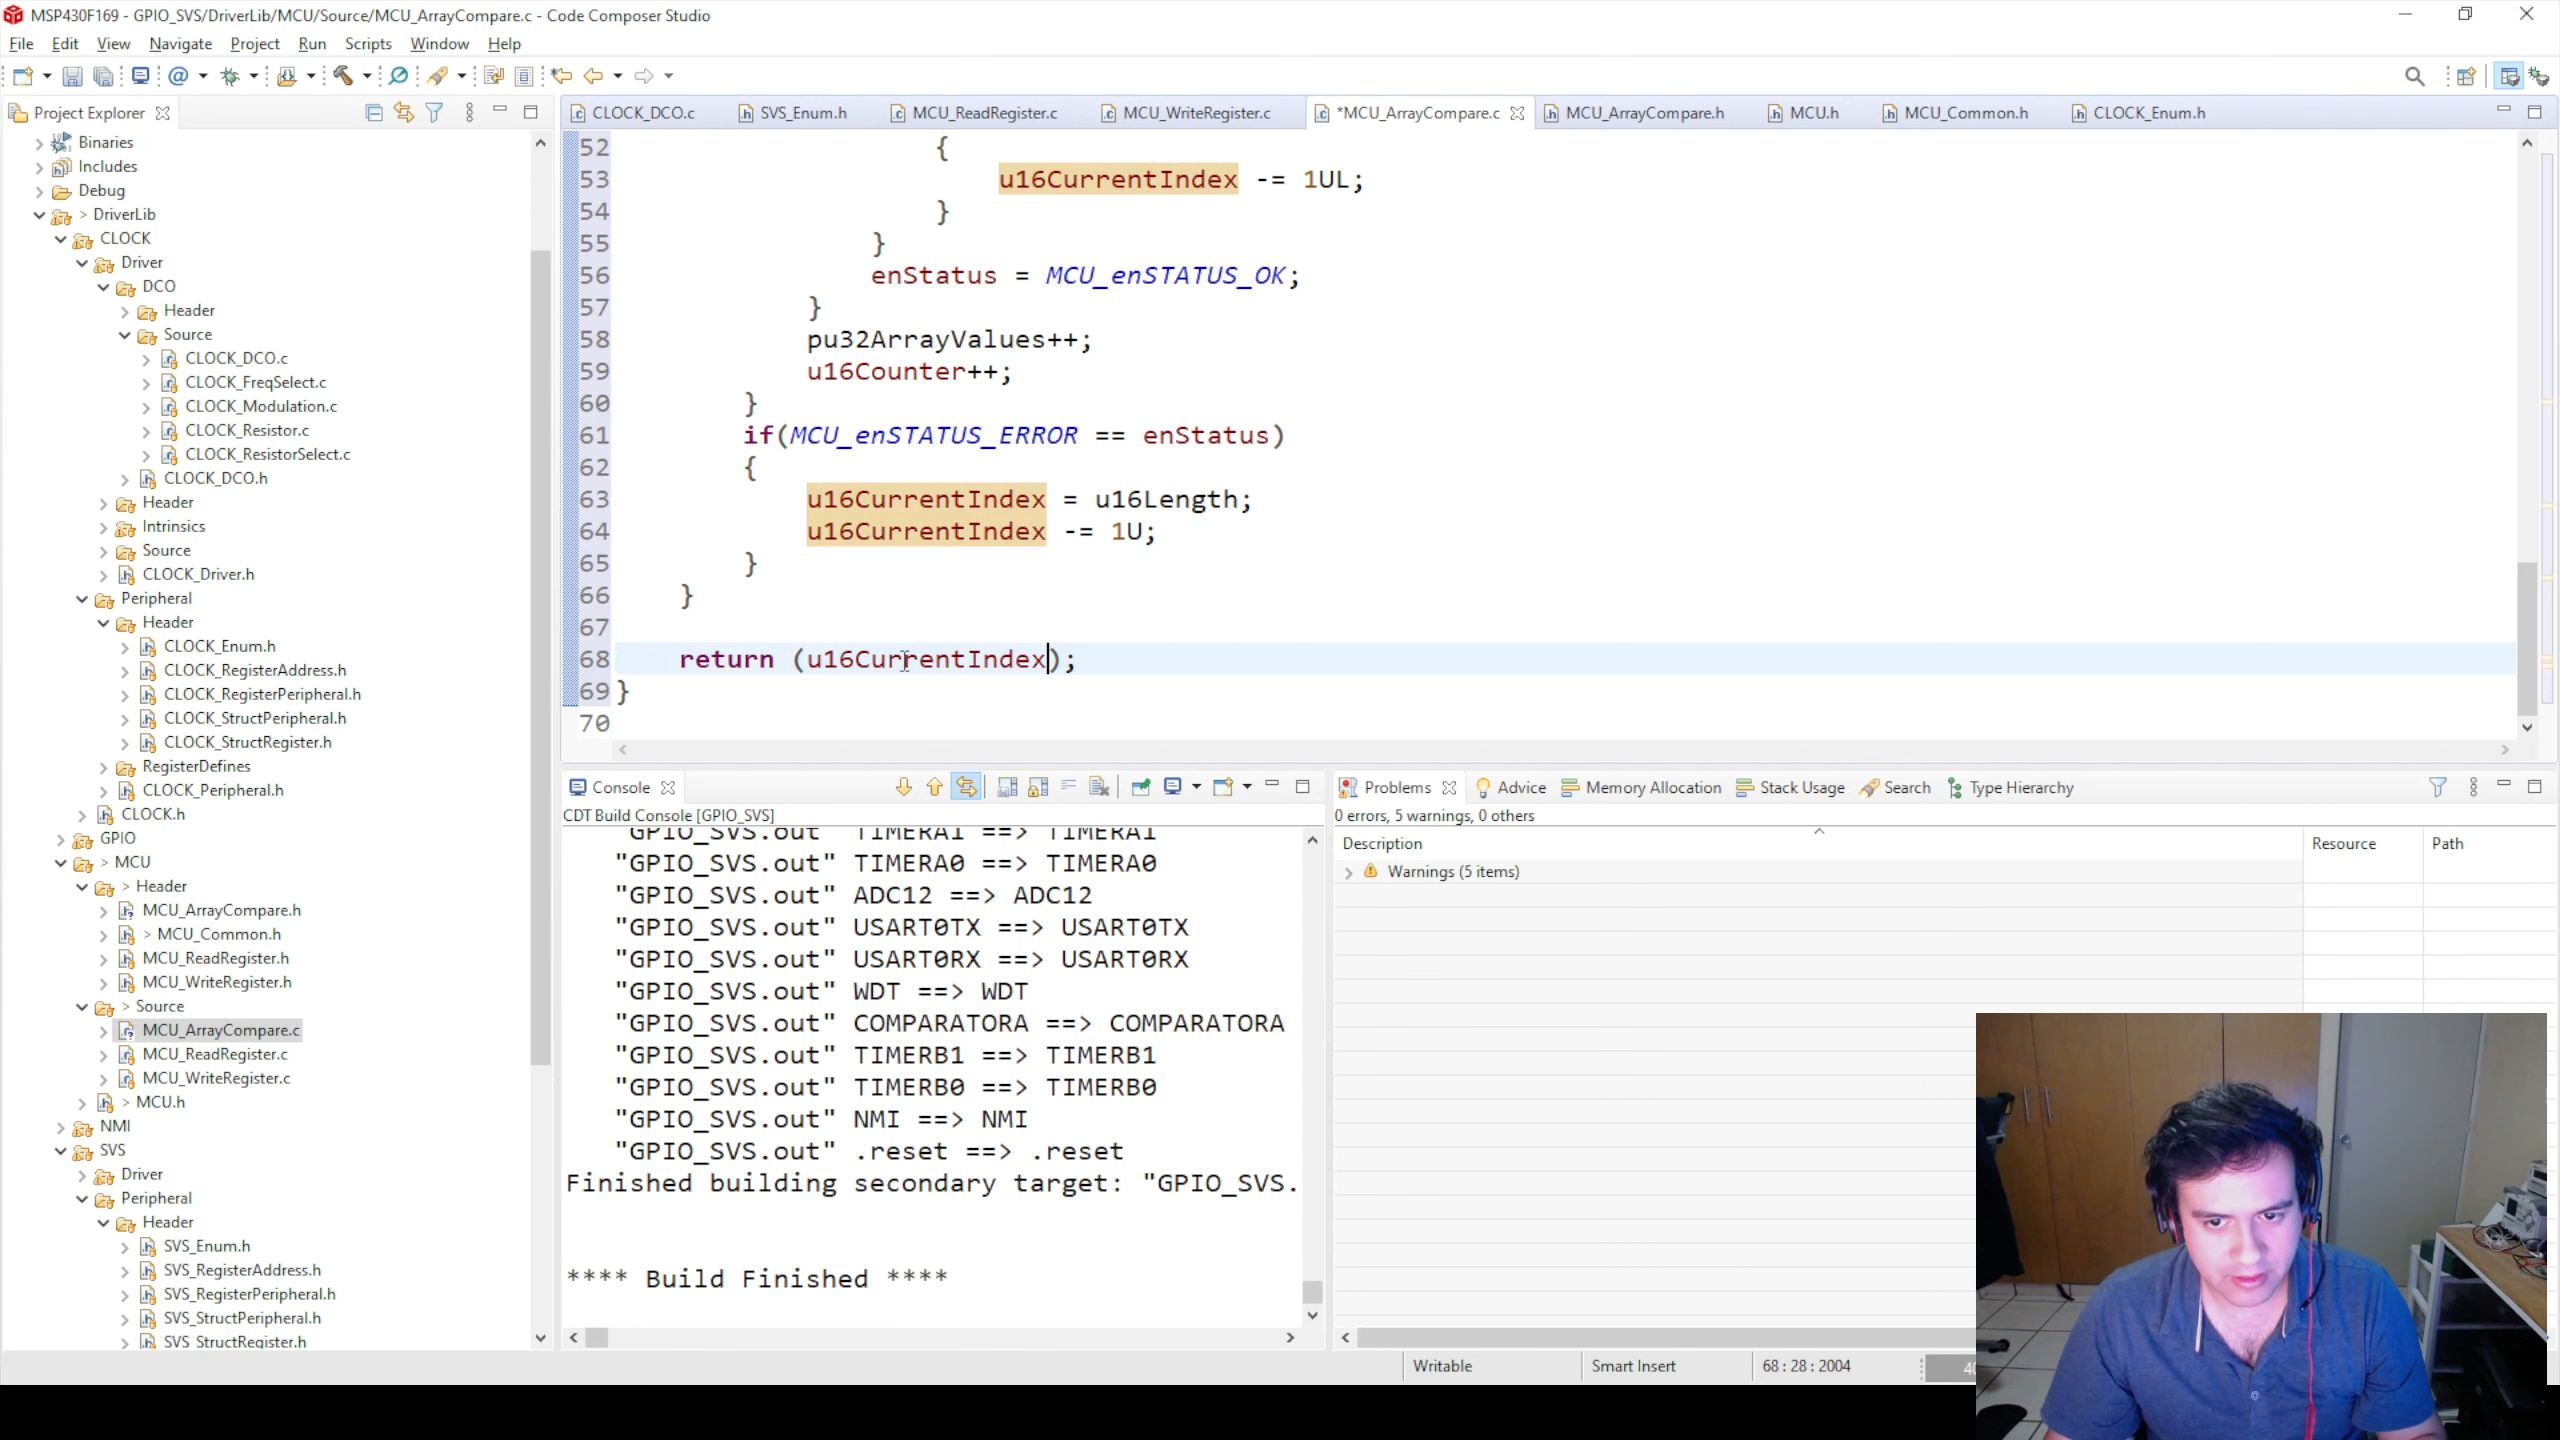 MSP430F169 - GPIO_SVS/DriverLib/MCU/Source/MCU_ArrayCompare.c - Code Composer Studio
File Edit View Navigate Project Run Scripts Window Help
Project Explorer
Binaries
Includes
Debug
> DriverLib
CLOCK
Driver
DCO
Header
Source
CLOCK_DCO.c
CLOCK_FreqSelect.c
CLOCK_Modulation.c
CLOCK_Resistor.c
CLOCK_ResistorSelect.c
CLOCK_DCO.h
Header
Intrinsics
Source
CLOCK_Driver.h
Peripheral
Header
CLOCK_Enum.h
CLOCK_RegisterAddress.h
CLOCK_RegisterPeripheral.h
CLOCK_StructPeripheral.h
CLOCK_StructRegister.h
RegisterDefines
CLOCK_Peripheral.h
CLOCK.h
GPIO
> MCU
> Header
MCU_ArrayCompare.h
> MCU_Common.h
MCU_ReadRegister.h
MCU_WriteRegister.h
> Source
MCU_ArrayCompare.c
MCU_ReadRegister.c
MCU_WriteRegister.c
> MCU.h
NMI
SVS
Driver
Peripheral
Header
SVS_Enum.h
SVS_RegisterAddress.h
SVS_RegisterPeripheral.h
SVS_StructPeripheral.h
SVS_StructRegister.h
CLOCK_DCO.c SVS_Enum.h MCU_ReadRegister.c MCU_WriteRegister.c *MCU_ArrayCompare.c MCU_ArrayCompare.h MCU.h MCU_Common.h CLOCK_Enum.h
52 {
53 u16CurrentIndex -= 1UL;
54 }
55 }
56 enStatus = MCU_enSTATUS_OK;
57 }
58 pu32ArrayValues++;
59 u16Counter++;
60 }
61 if(MCU_enSTATUS_ERROR == enStatus)
62 {
63 u16CurrentIndex = u16Length;
64 u16CurrentIndex -= 1U;
65 }
66 }
67
68 return (u16CurrentIndex);
69 }
70
Console
CDT Build Console [GPIO_SVS]
"GPIO_SVS.out" TIMERA1 ==> TIMERA1
"GPIO_SVS.out" TIMERA0 ==> TIMERA0
"GPIO_SVS.out" ADC12 ==> ADC12
"GPIO_SVS.out" USART0TX ==> USART0TX
"GPIO_SVS.out" USART0RX ==> USART0RX
"GPIO_SVS.out" WDT ==> WDT
"GPIO_SVS.out" COMPARATORA ==> COMPARATORA
"GPIO_SVS.out" TIMERB1 ==> TIMERB1
"GPIO_SVS.out" TIMERB0 ==> TIMERB0
"GPIO_SVS.out" NMI ==> NMI
"GPIO_SVS.out" .reset ==> .reset
Finished building secondary target: "GPIO_SVS.
**** Build Finished ****
Problems Advice Memory Allocation Stack Usage Search Type Hierarchy
0 errors, 5 warnings, 0 others
Description Resource Path
Warnings (5 items)
Writable Smart Insert 68 : 28 : 2004